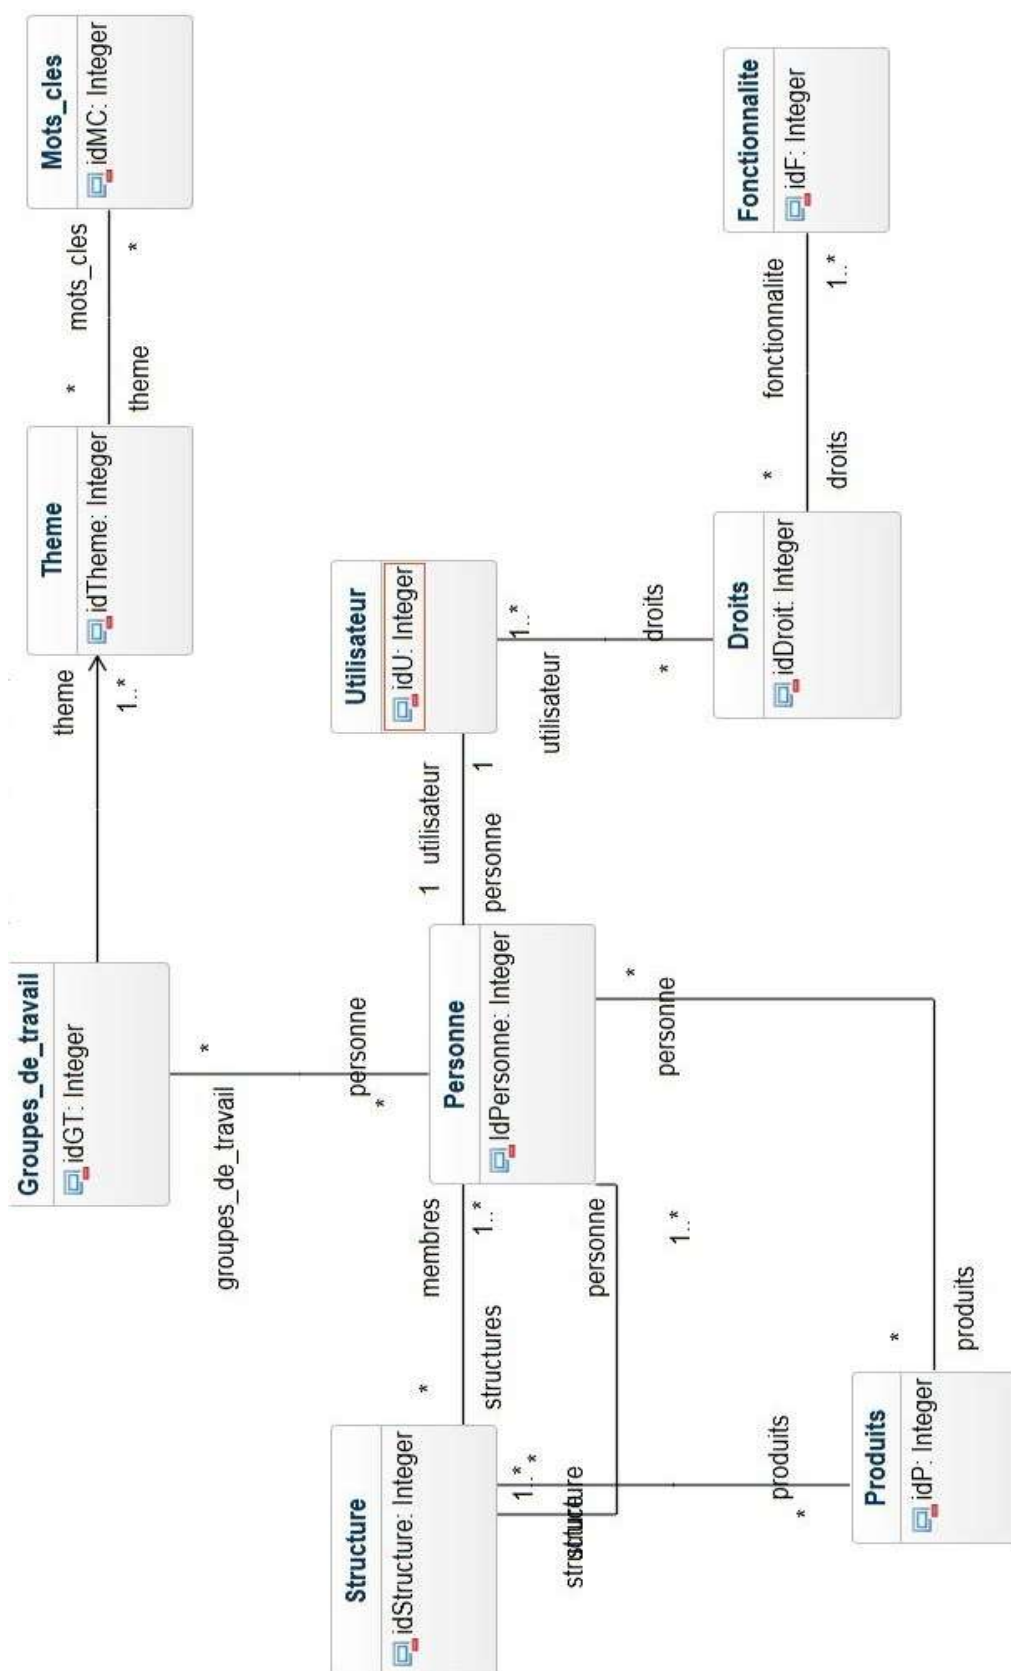 Groupes_de_travail
idGT: Integer
theme
1..*
Theme
idTheme: Integer
*
theme
mots_cles
*
Mots_cles
idMC: Integer
*
groupes_de_travail
personne
*
Structure
idStructure: Integer
*
structures
membres
1..*
Personne
IdPersonne: Integer
1
utilisateur
personne
1
Utilisateur
idU: Integer
1..*
utilisateur
droits
*
1..*
*
structure
structure
personne
1..*
*
personne
produits
*
*
produits
Produits
idP: Integer
Droits
idDroit: Integer
*
droits
fonctionnalite
1..*
Fonctionnalite
idF: Integer